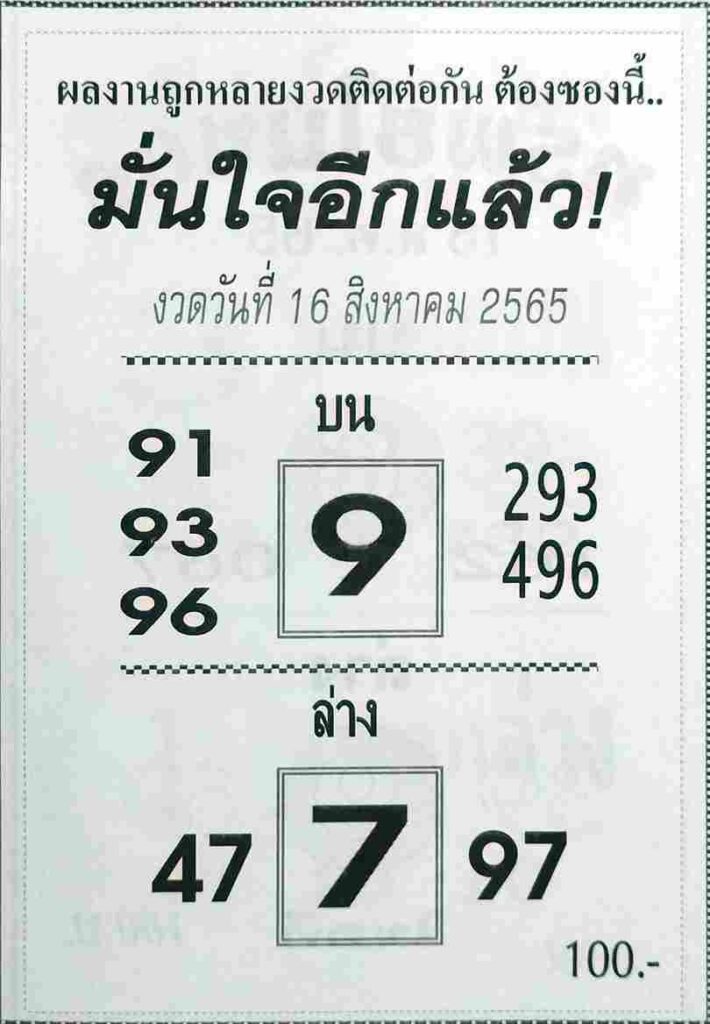 ผลงานถูกหลายงวดติดต่อกัน ต้องซองนี้..
มั่นใจอีกแล้ว!
งวดวันที่ 16 สิงหาคม 2565
บน
91
93
96
9
293
496
ล่าง
47 7 97
100.-